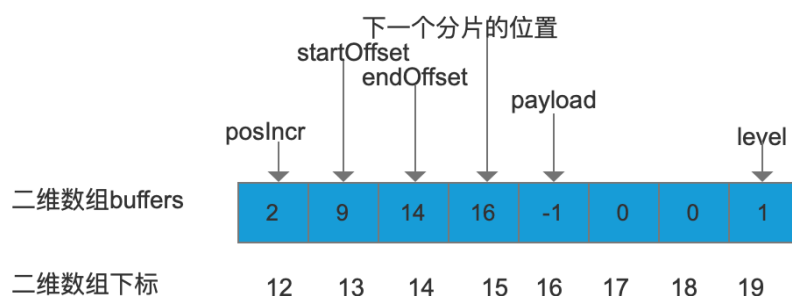 下一个分片的位置
startOffset
endOffset
payload
posIncr
level
二维数组buffers 2 9 14 16 -1 0 0 1
二维数组下标 12 13 14 15 16 17 18 19